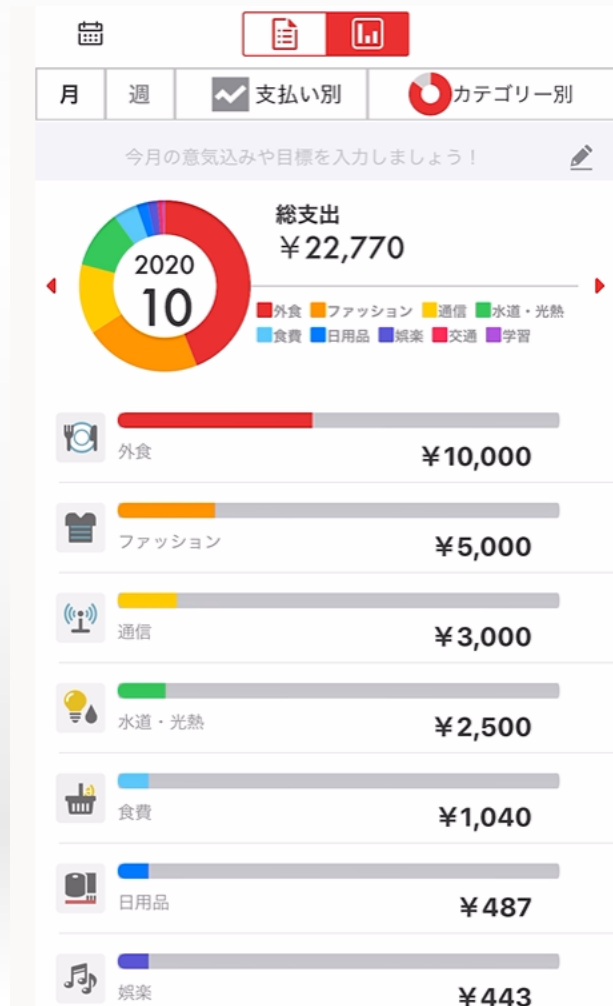 月 週 支払い別 カテゴリー別
今月の意気込みや目標を入力しましょう！
総支出
¥22,770
2020
10
外食 ファッション 通信 水道・光熱
食費 日用品 娯楽 交通 学習
外食
¥10,000
ファッション
¥5,000
通信
¥3,000
水道・光熱
¥2,500
食費
¥1,040
日用品
¥487
娯楽
¥443